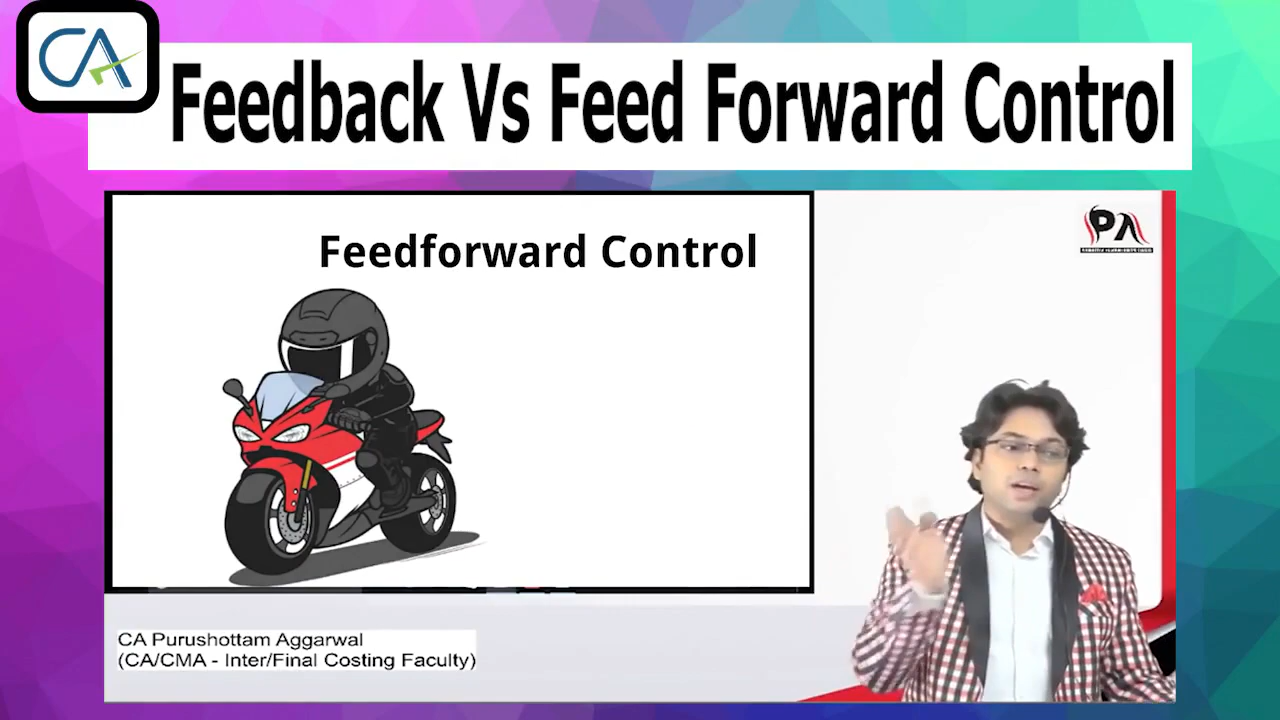 CA
Feedback Vs Feed Forward Control
Feedforward Control
PA
CA Purushottam Aggarwal
(CA/CMA - Inter/Final Costing Faculty)